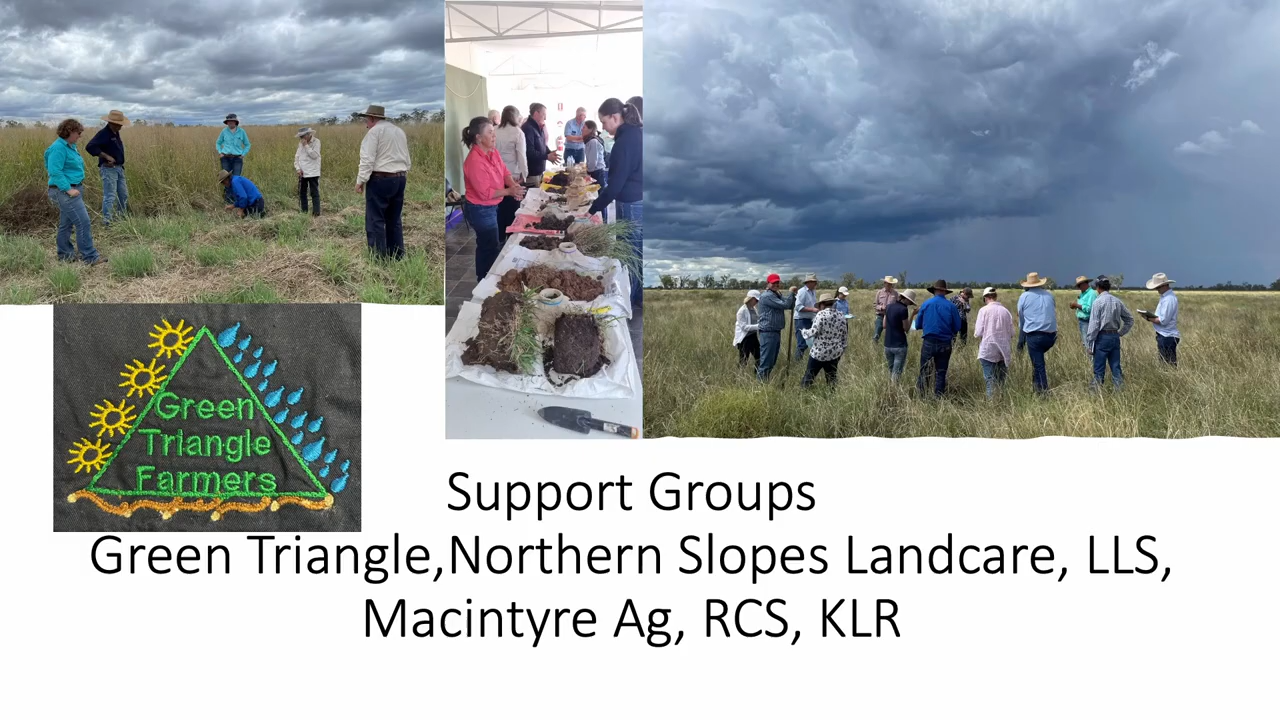 Green
Triangle
Farmers
Support Groups
Green Triangle,Northern Slopes Landcare, LLS,
Macintyre Ag, RCS, KLR